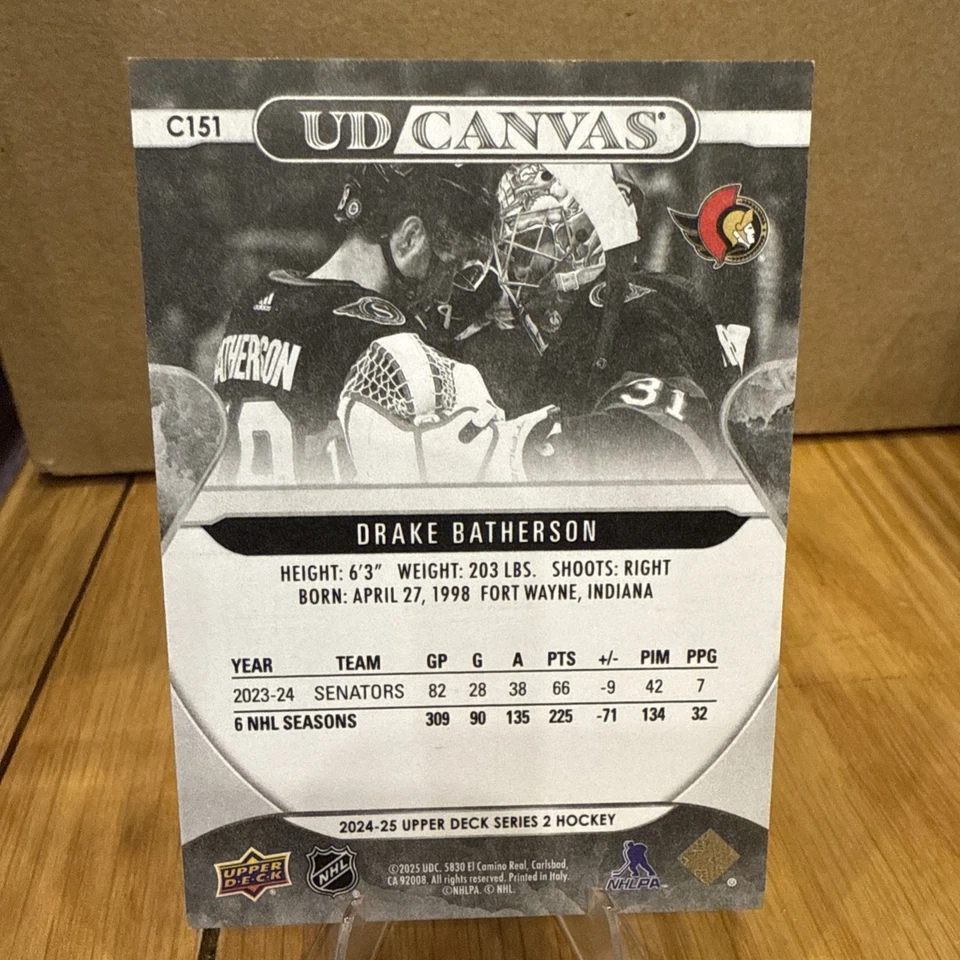 C151 UD CANVAS®
adidas
ATHERSON
31
DRAKE BATHERSON
HEIGHT: 6'3" WEIGHT: 203 LBS. SHOOTS: RIGHT
BORN: APRIL 27, 1998 FORT WAYNE, INDIANA
YEAR TEAM GP G A PTS +/- PIM PPG
2023-24 SENATORS 82 28 38 66 -9 42 7
6 NHL SEASONS 309 90 135 225 -71 134 32
2024-25 UPPER DECK SERIES 2 HOCKEY
UPPER
DECK
NHL
©2025 UDC. 5830 El Camino Real, Carlsbad,
CA 92008. All rights reserved. Printed in Italy.
©NHLPA. © NHL.
NHLPA
®